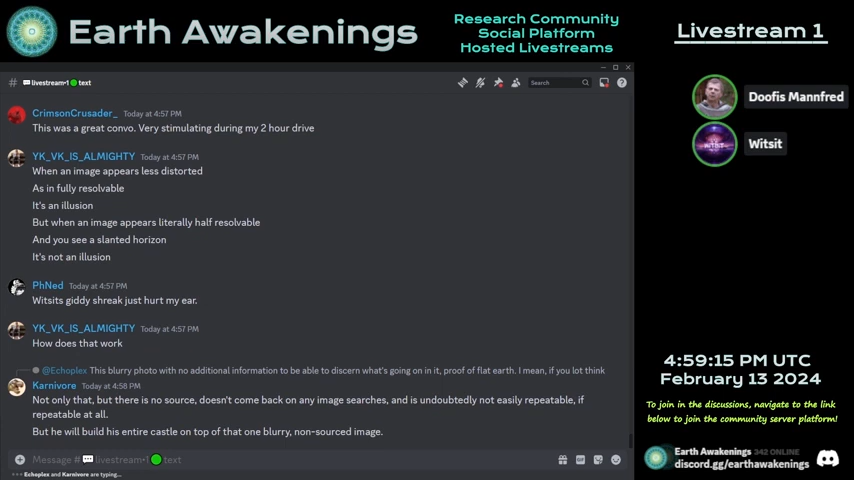 Earth Awakenings
Research Community
Social Platform
Hosted Livestreams
Livestream 1
# livestream-1 text
Search
CrimsonCrusader_ Today at 4:57 PM
This was a great convo. Very stimulating during my 2 hour drive
YK_VK_IS_ALMIGHTY Today at 4:57 PM
When an image appears less distorted
As in fully resolvable
It's an illusion
But when an image appears literally half resolvable
And you see a slanted horizon
It's not an illusion
PhNed Today at 4:57 PM
Witsits giddy shreak just hurt my ear.
YK_VK_IS_ALMIGHTY Today at 4:57 PM
How does that work
@Echoplex This blurry photo with no additional information to be able to discern what's going on in it, proof of flat earth. I mean, if you lot think
Karnivore Today at 4:58 PM
Not only that, but there is no source, doesn't come back on any image searches, and is undoubtedly not easily repeatable, if
repeatable at all.
But he will build his entire castle on top of that one blurry, non-sourced image.
Message # livestream-1 text
Echoplex and Karnivore are typing...
Doofis Mannfred
Witsit
4:59:15 PM UTC
February 13 2024
To join in the discussions, navigate to the link
below to join the community server platform!
Earth Awakenings 342 ONLINE
discord.gg/earthawakenings